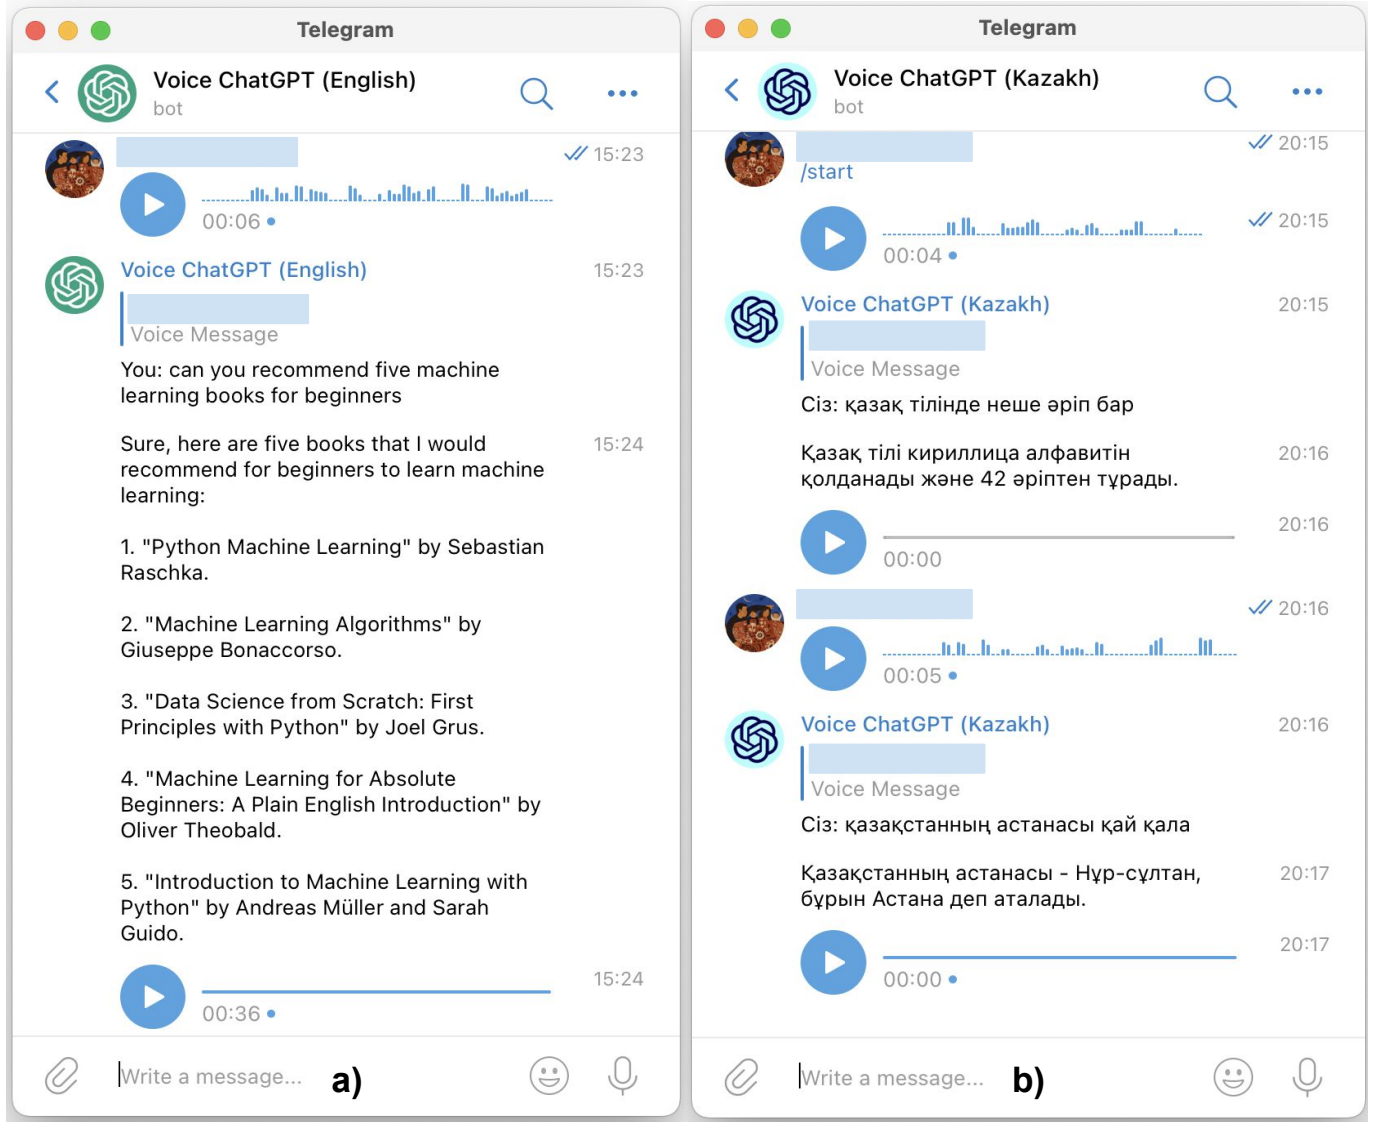 Telegram
Voice ChatGPT (English)
bot
15:23
00:06
Voice ChatGPT (English)
15:23
Voice Message
You: can you recommend five machine
learning books for beginners
Sure, here are five books that I would
15:24
recommend for beginners to learn machine
learning:
1. "Python Machine Learning" by Sebastian
Raschka.
2. "Machine Learning Algorithms" by
Giuseppe Bonaccorso.
3. "Data Science from Scratch: First
Principles with Python" by Joel Grus.
4. "Machine Learning for Absolute
Beginners: A Plain English Introduction" by
Oliver Theobald.
5. "Introduction to Machine Learning with
Python" by Andreas Müller and Sarah
Guido.
15:24
00:36
Write a message...
a)
Telegram
Voice ChatGPT (Kazakh)
bot
20:15
/start
20:15
00:04
Voice ChatGPT (Kazakh)
20:15
Voice Message
Сіз: қазақ тілінде неше әріп бар
Қазақ тілі кириллица алфавитін
20:16
қолданады және 42 әріптен тұрады.
20:16
00:00
20:16
00:05
Voice ChatGPT (Kazakh)
20:16
Voice Message
Сіз: қазақстанның астанасы қай қала
Қазақстанның астанасы - Нұр-сұлтан,
20:17
бұрын Астана деп аталады.
20:17
00:00
Write a message...
b)